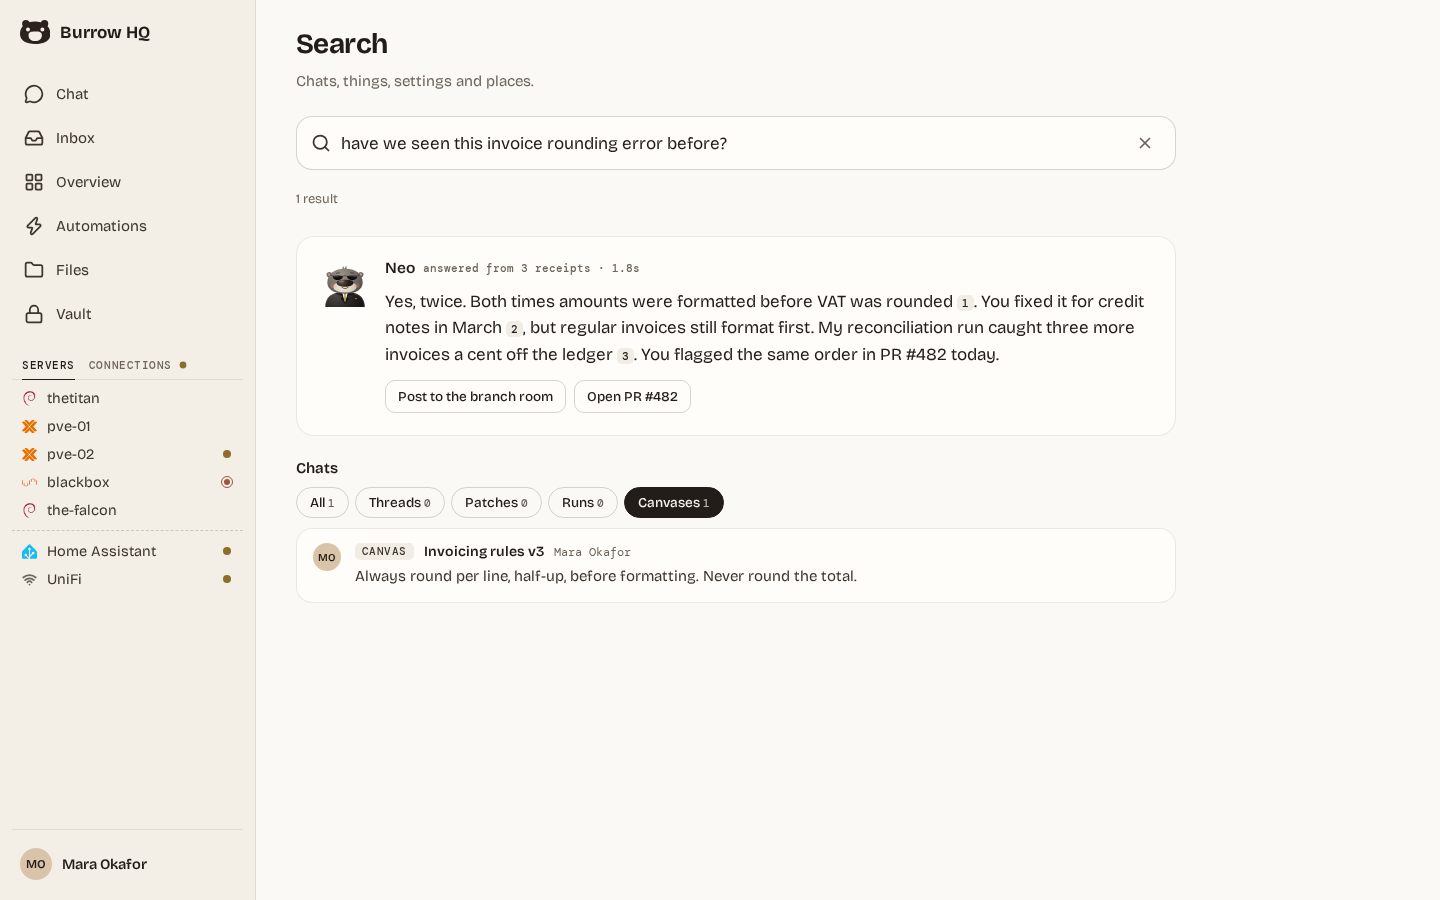 Burrow HQ
Chat
Inbox
Overview
Automations
Files
Vault
SERVERS CONNECTIONS
thetitan
pve-01
pve-02
blackbox
the-falcon
Home Assistant
UniFi
MO Mara Okafor
Search
Chats, things, settings and places.
have we seen this invoice rounding error before?
1 result
Neo answered from 3 receipts · 1.8s
Yes, twice. Both times amounts were formatted before VAT was rounded 1. You fixed it for credit
notes in March 2, but regular invoices still format first. My reconciliation run caught three more
invoices a cent off the ledger 3. You flagged the same order in PR #482 today.
Post to the branch room Open PR #482
Chats
All 1 Threads 0 Patches 0 Runs 0 Canvases 1
MO CANVAS Invoicing rules v3 Mara Okafor
Always round per line, half-up, before formatting. Never round the total.